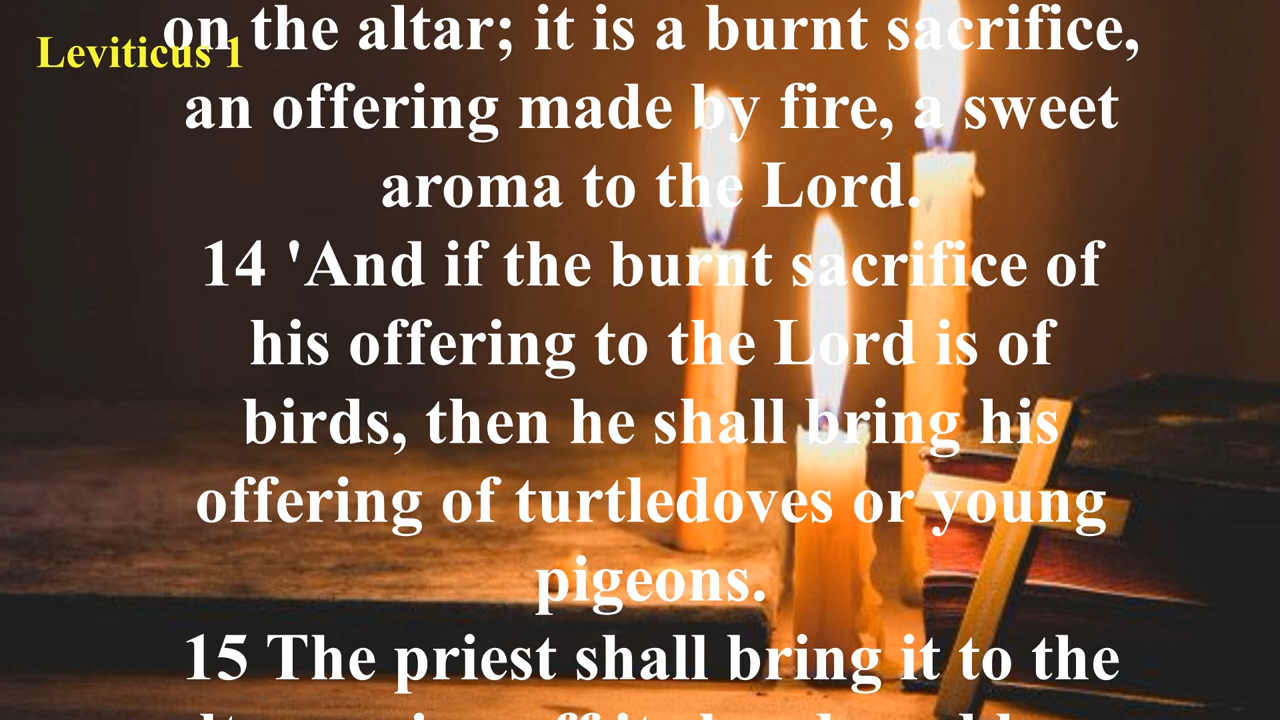 on the altar; it is a burnt sacrifice,
Leviticus 1
an offering made by fire, a sweet
aroma to the Lord.
14 'And if the burnt sacrifice of
his offering to the Lord is of
birds, then he shall bring his
offering of turtledoves or young
pigeons.
15 The priest shall bring it to the